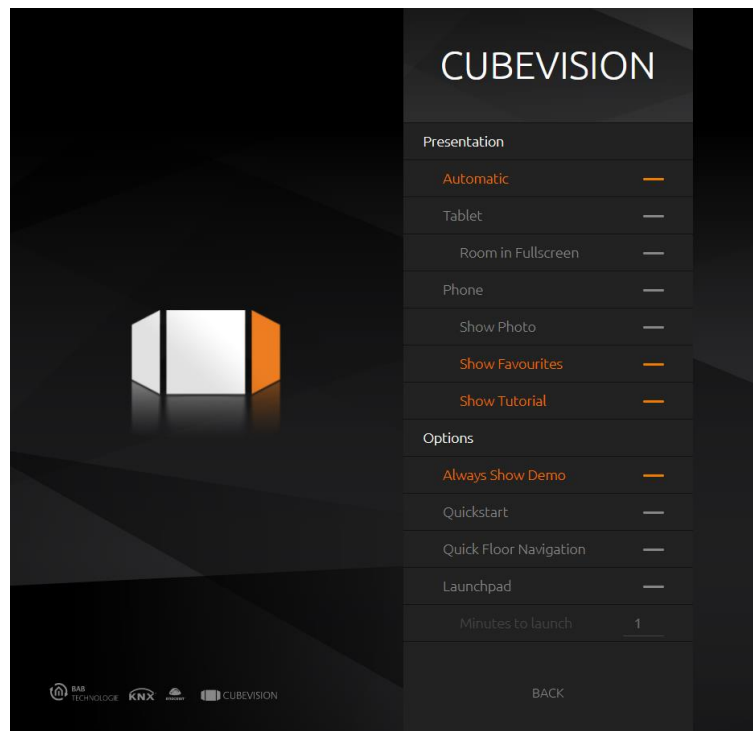 CUBEVISION
Presentation
Automatic
Tablet
Room in Fullscreen
Phone
Show Photo
Show Favourites
Show Tutorial
Options
Always Show Demo
Quickstart
Quick Floor Navigation
Launchpad
Minutes to launch 1
BACK
BAB
TECHNOLOGIE KNX CUBEVISION